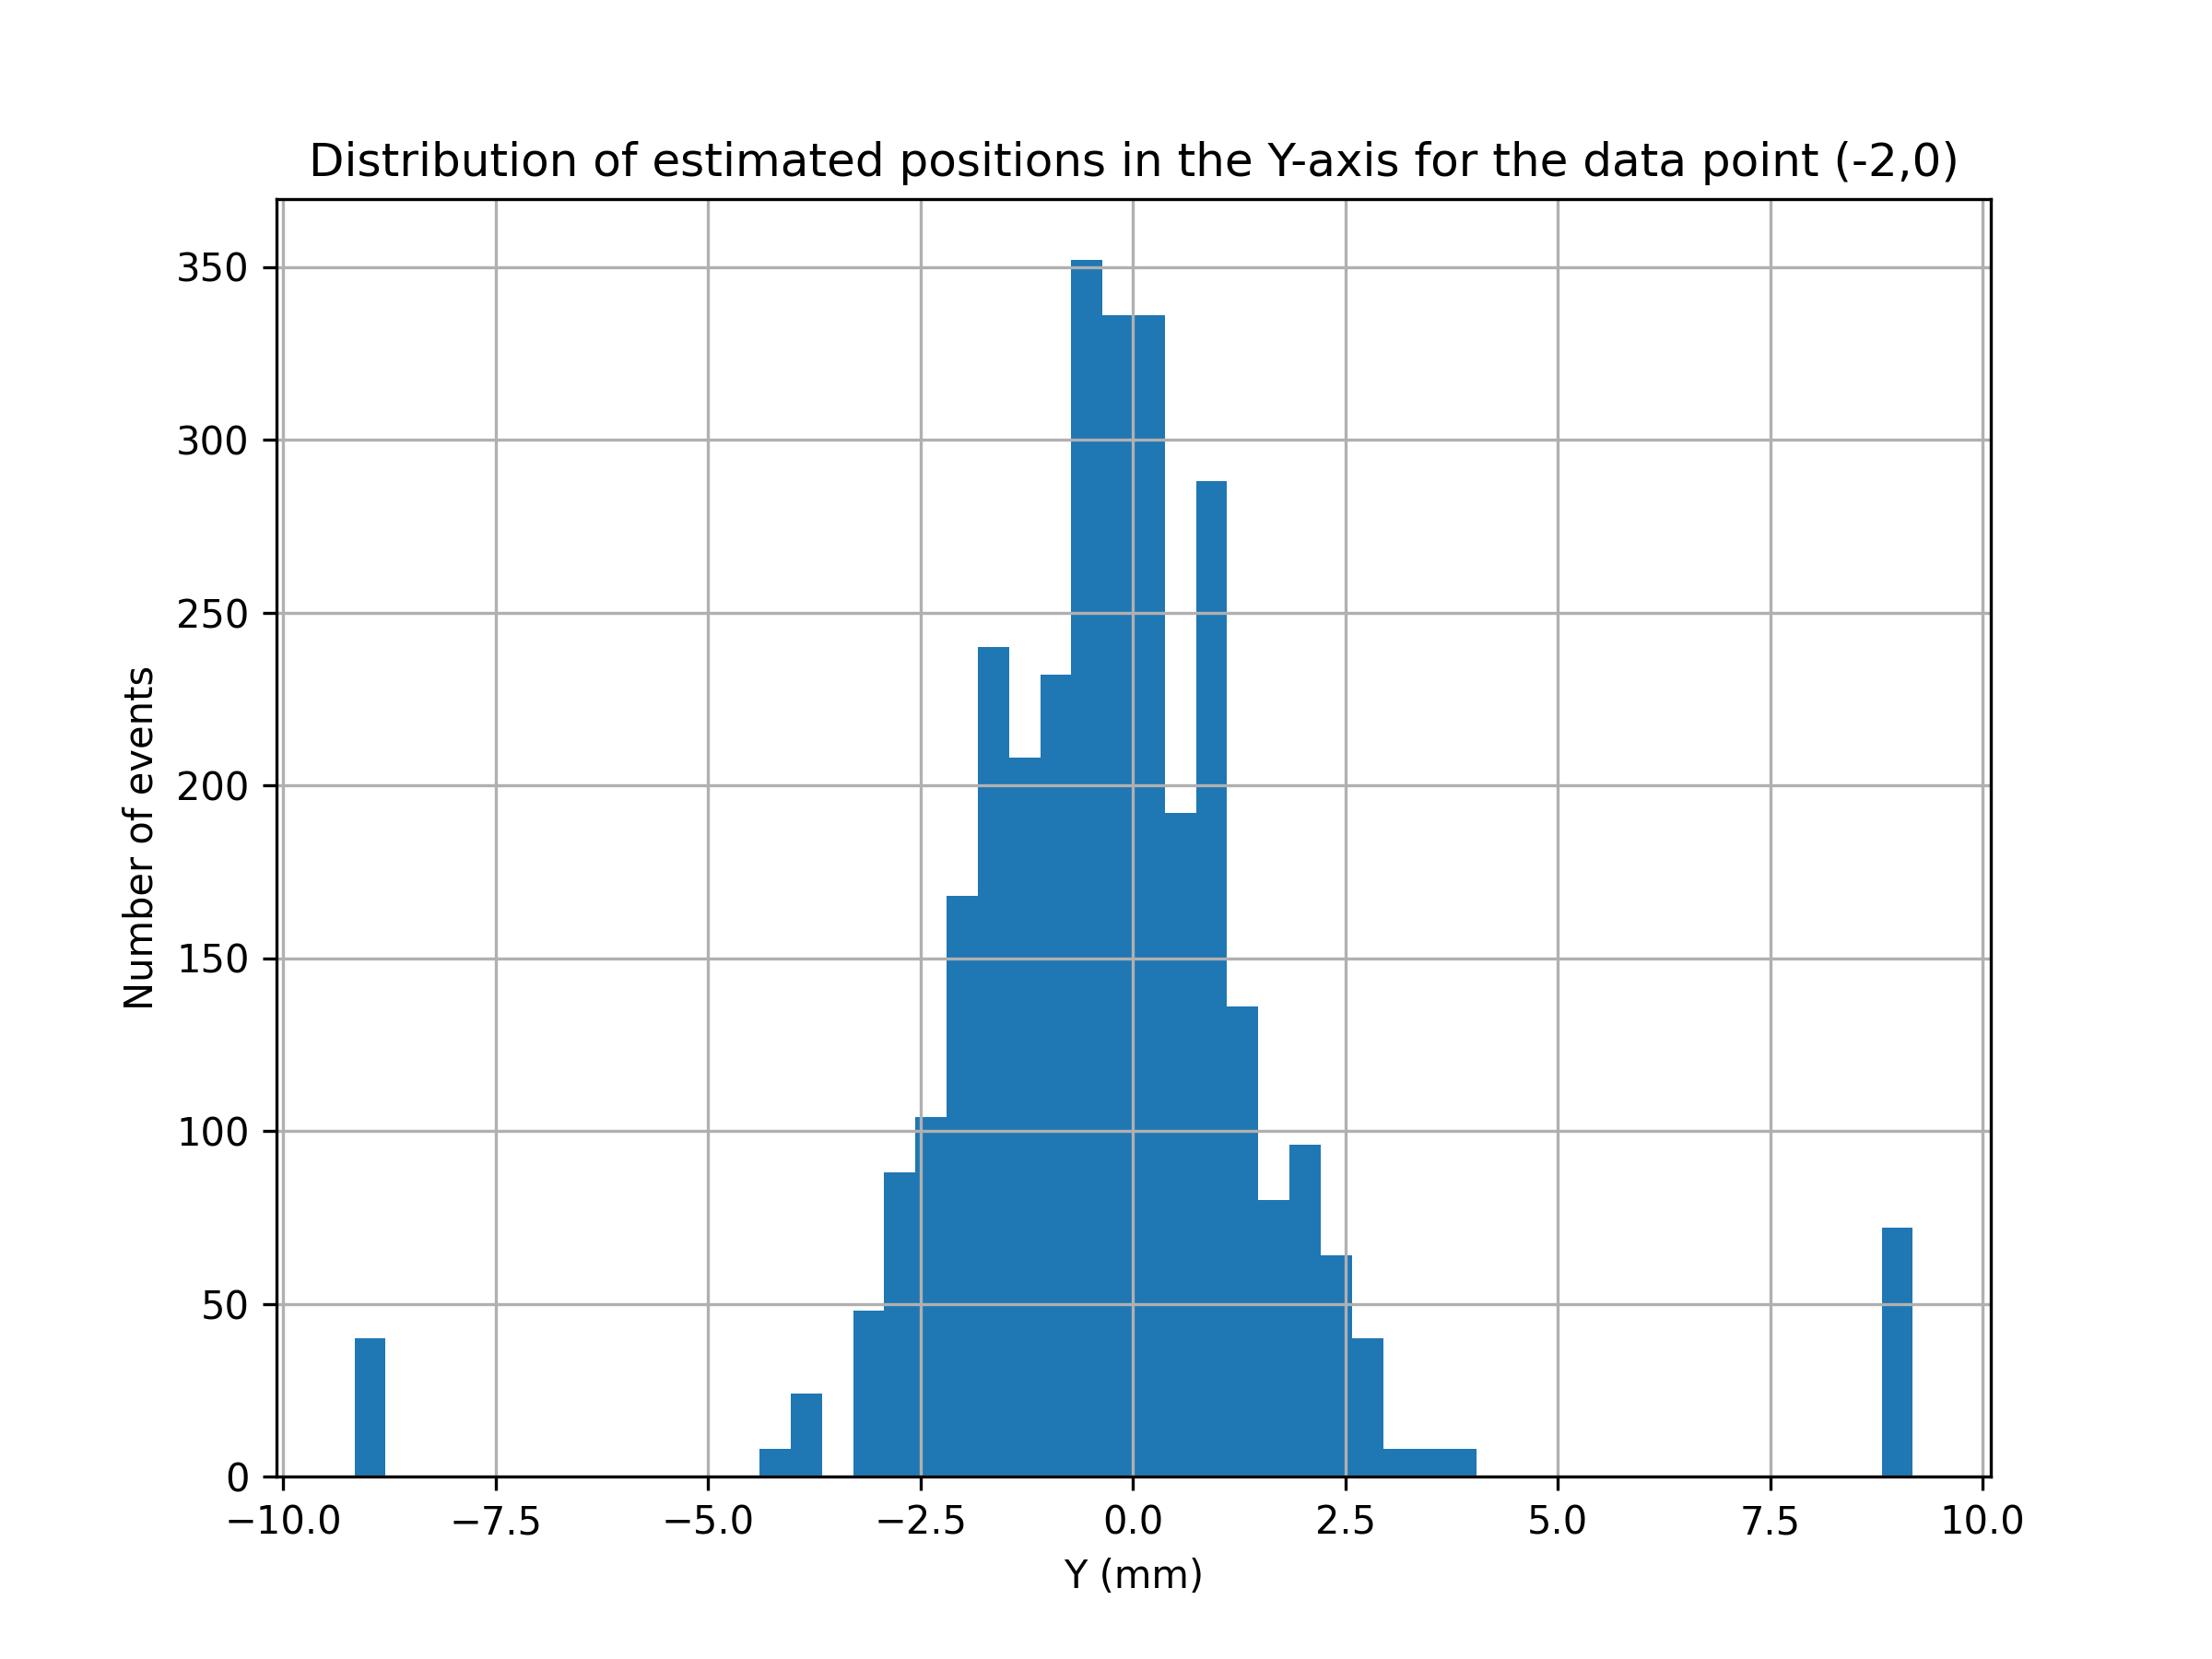 Distribution of estimated positions in the Y-axis for the data point (-2,0)
350
300
250
200
150
100
50
0
Number of events
−10.0 −7.5 −5.0 −2.5 0.0 2.5 5.0 7.5 10.0
Y (mm)